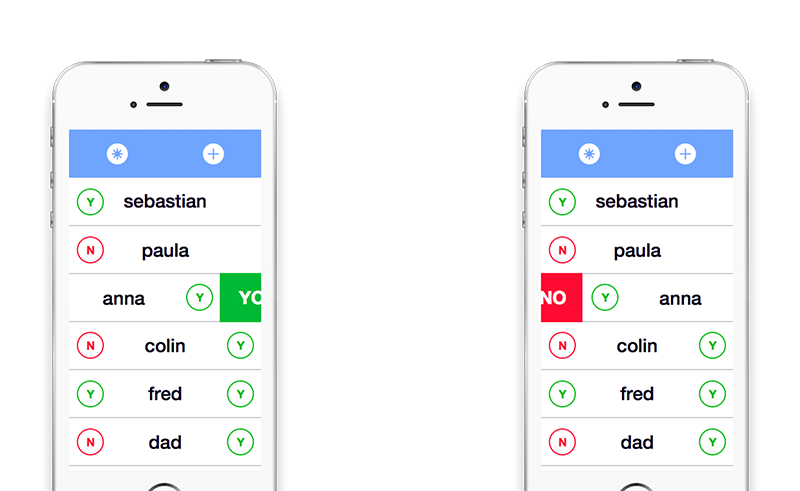 Y sebastian
N paula
anna Y YO
N colin Y
Y fred Y
N dad Y
Y sebastian
N paula
NO Y anna
N colin Y
Y fred Y
N dad Y